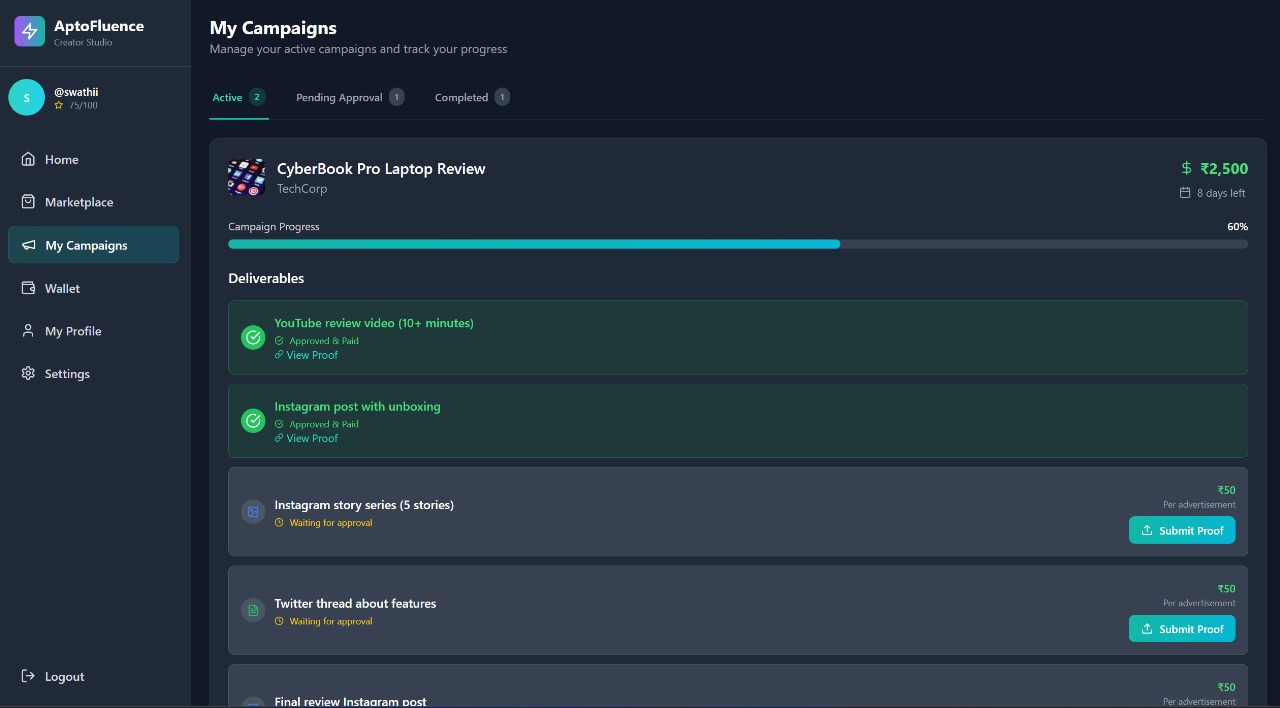 AptoFluence
Creator Studio
S
@swathii
75/100
Home
Marketplace
My Campaigns
Wallet
My Profile
Settings
Logout
My Campaigns
Manage your active campaigns and track your progress
Active 2 Pending Approval 1 Completed 1
CyberBook Pro Laptop Review
TechCorp
$ ₹2,500
8 days left
Campaign Progress 60%
Deliverables
YouTube review video (10+ minutes)
Approved & Paid
View Proof
Instagram post with unboxing
Approved & Paid
View Proof
Instagram story series (5 stories)
Waiting for approval
₹50
Per advertisement
Submit Proof
Twitter thread about features
Waiting for approval
₹50
Per advertisement
Submit Proof
Final review Instagram post
₹50
Per advertisement